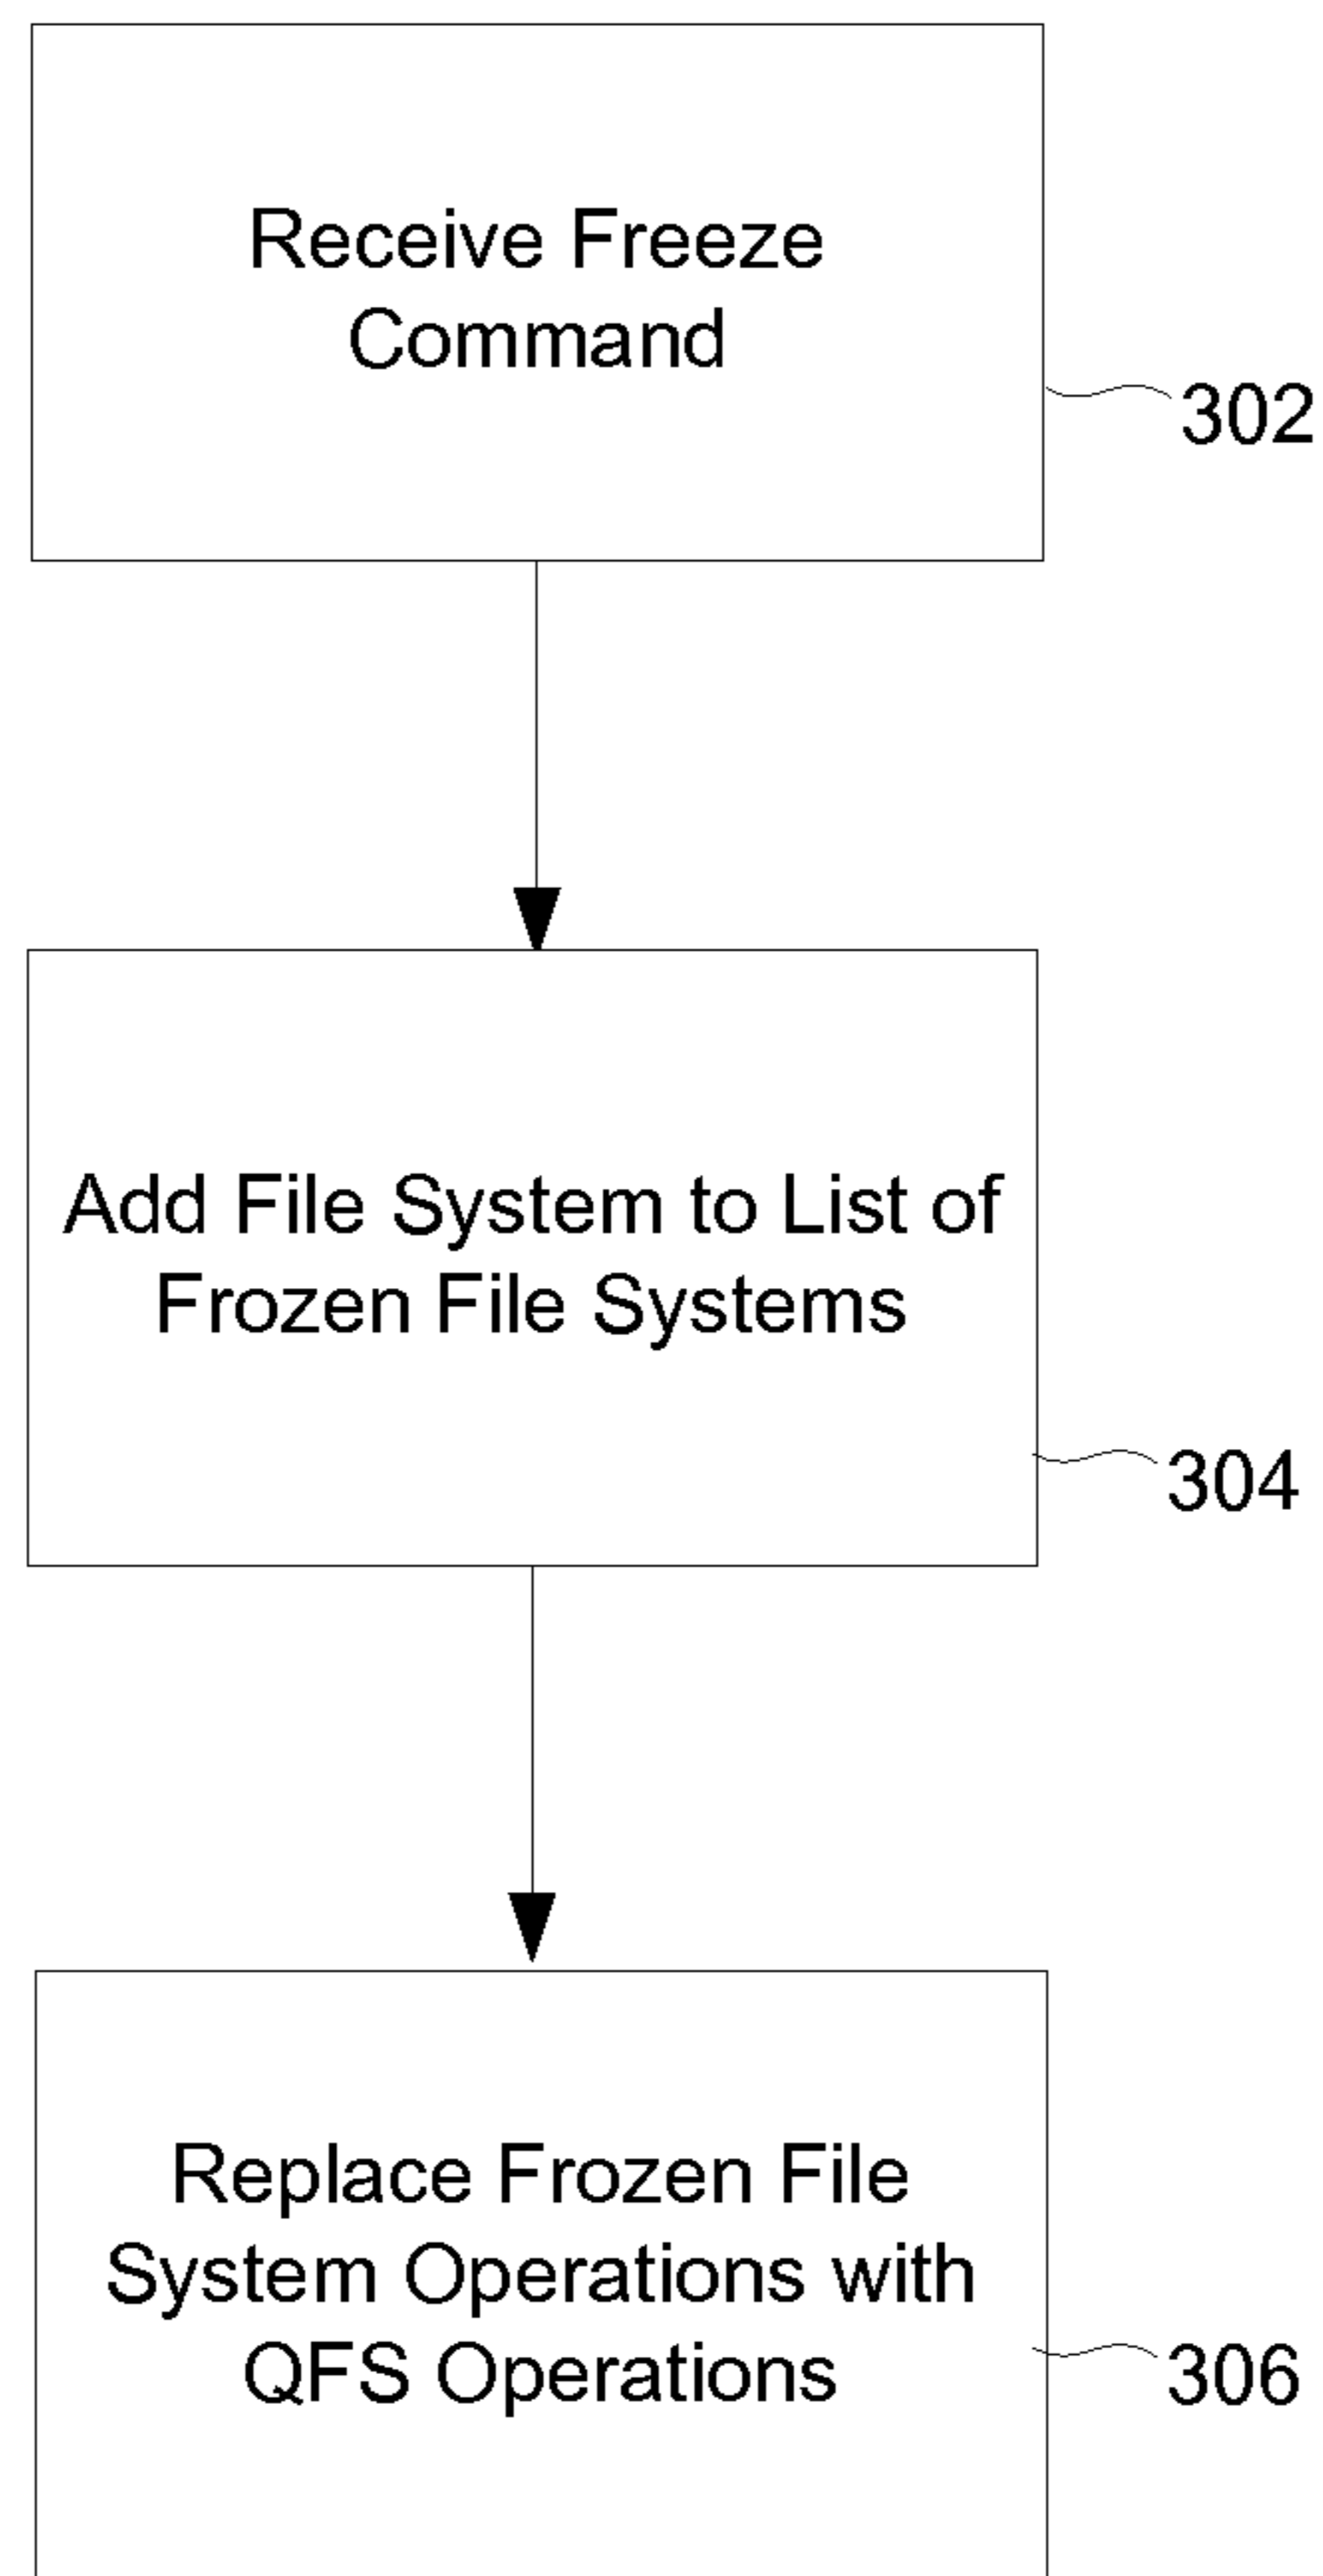 Receive Freeze
Command
302
Add File System to List of
Frozen File Systems
304
Replace Frozen File
System Operations with
QFS Operations
306